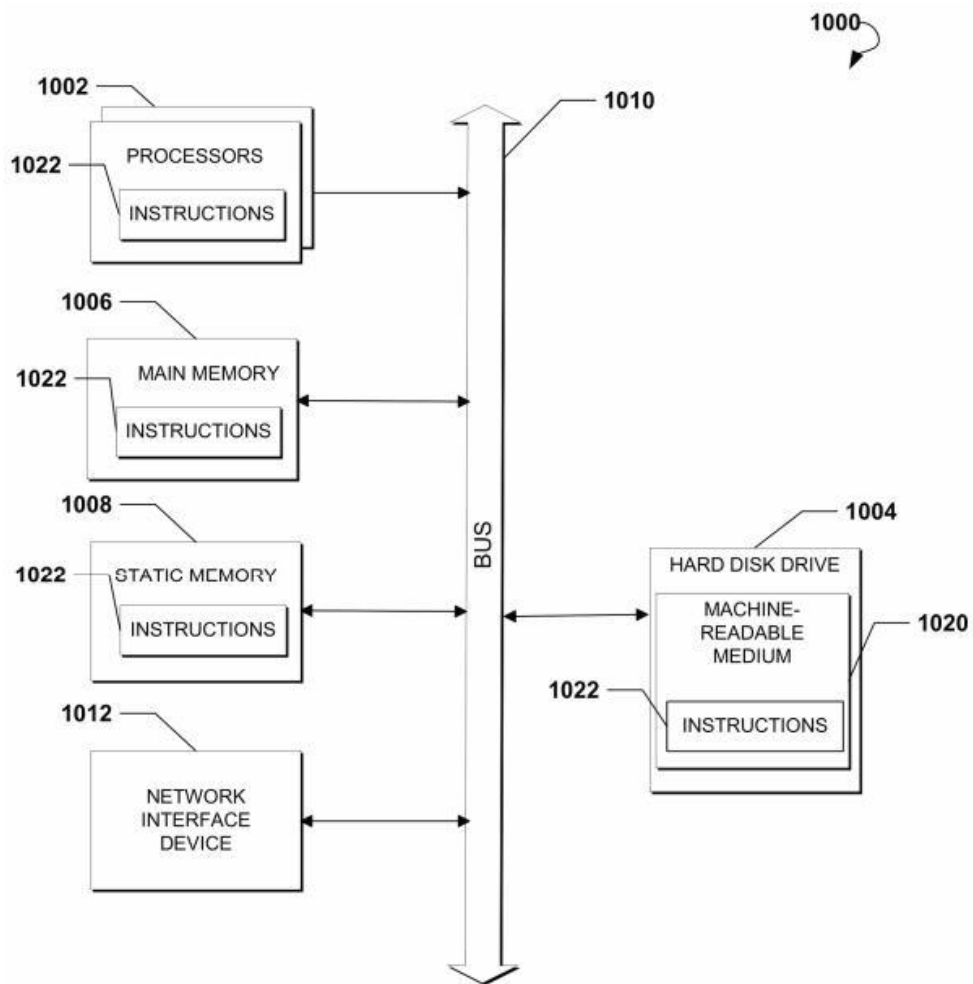 1000
1002
1010
PROCESSORS
1022
INSTRUCTIONS
1006
MAIN MEMORY
1022
INSTRUCTIONS
1008
STATIC MEMORY
1022
INSTRUCTIONS
1012
NETWORK
INTERFACE
DEVICE
BUS
1004
HARD DISK DRIVE
MACHINE-
READABLE
MEDIUM
1020
1022
INSTRUCTIONS